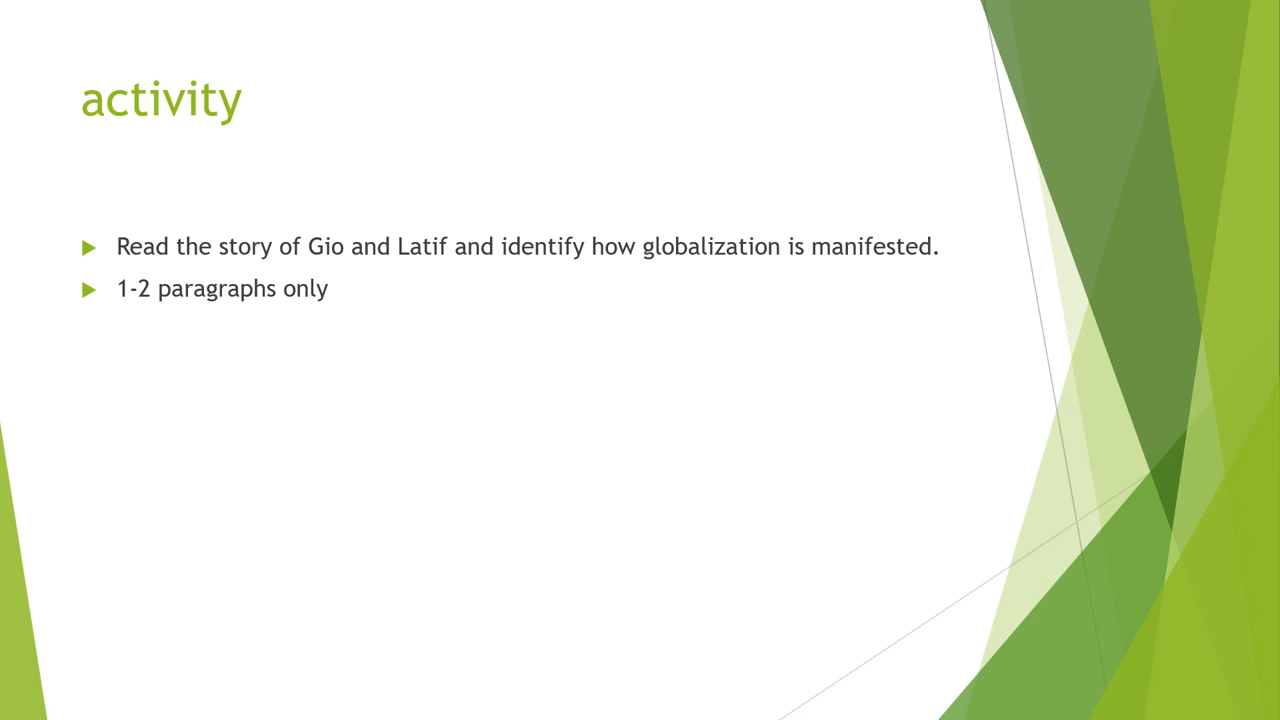 activity
Read the story of Gio and Latif and identify how globalization is manifested.
1-2 paragraphs only